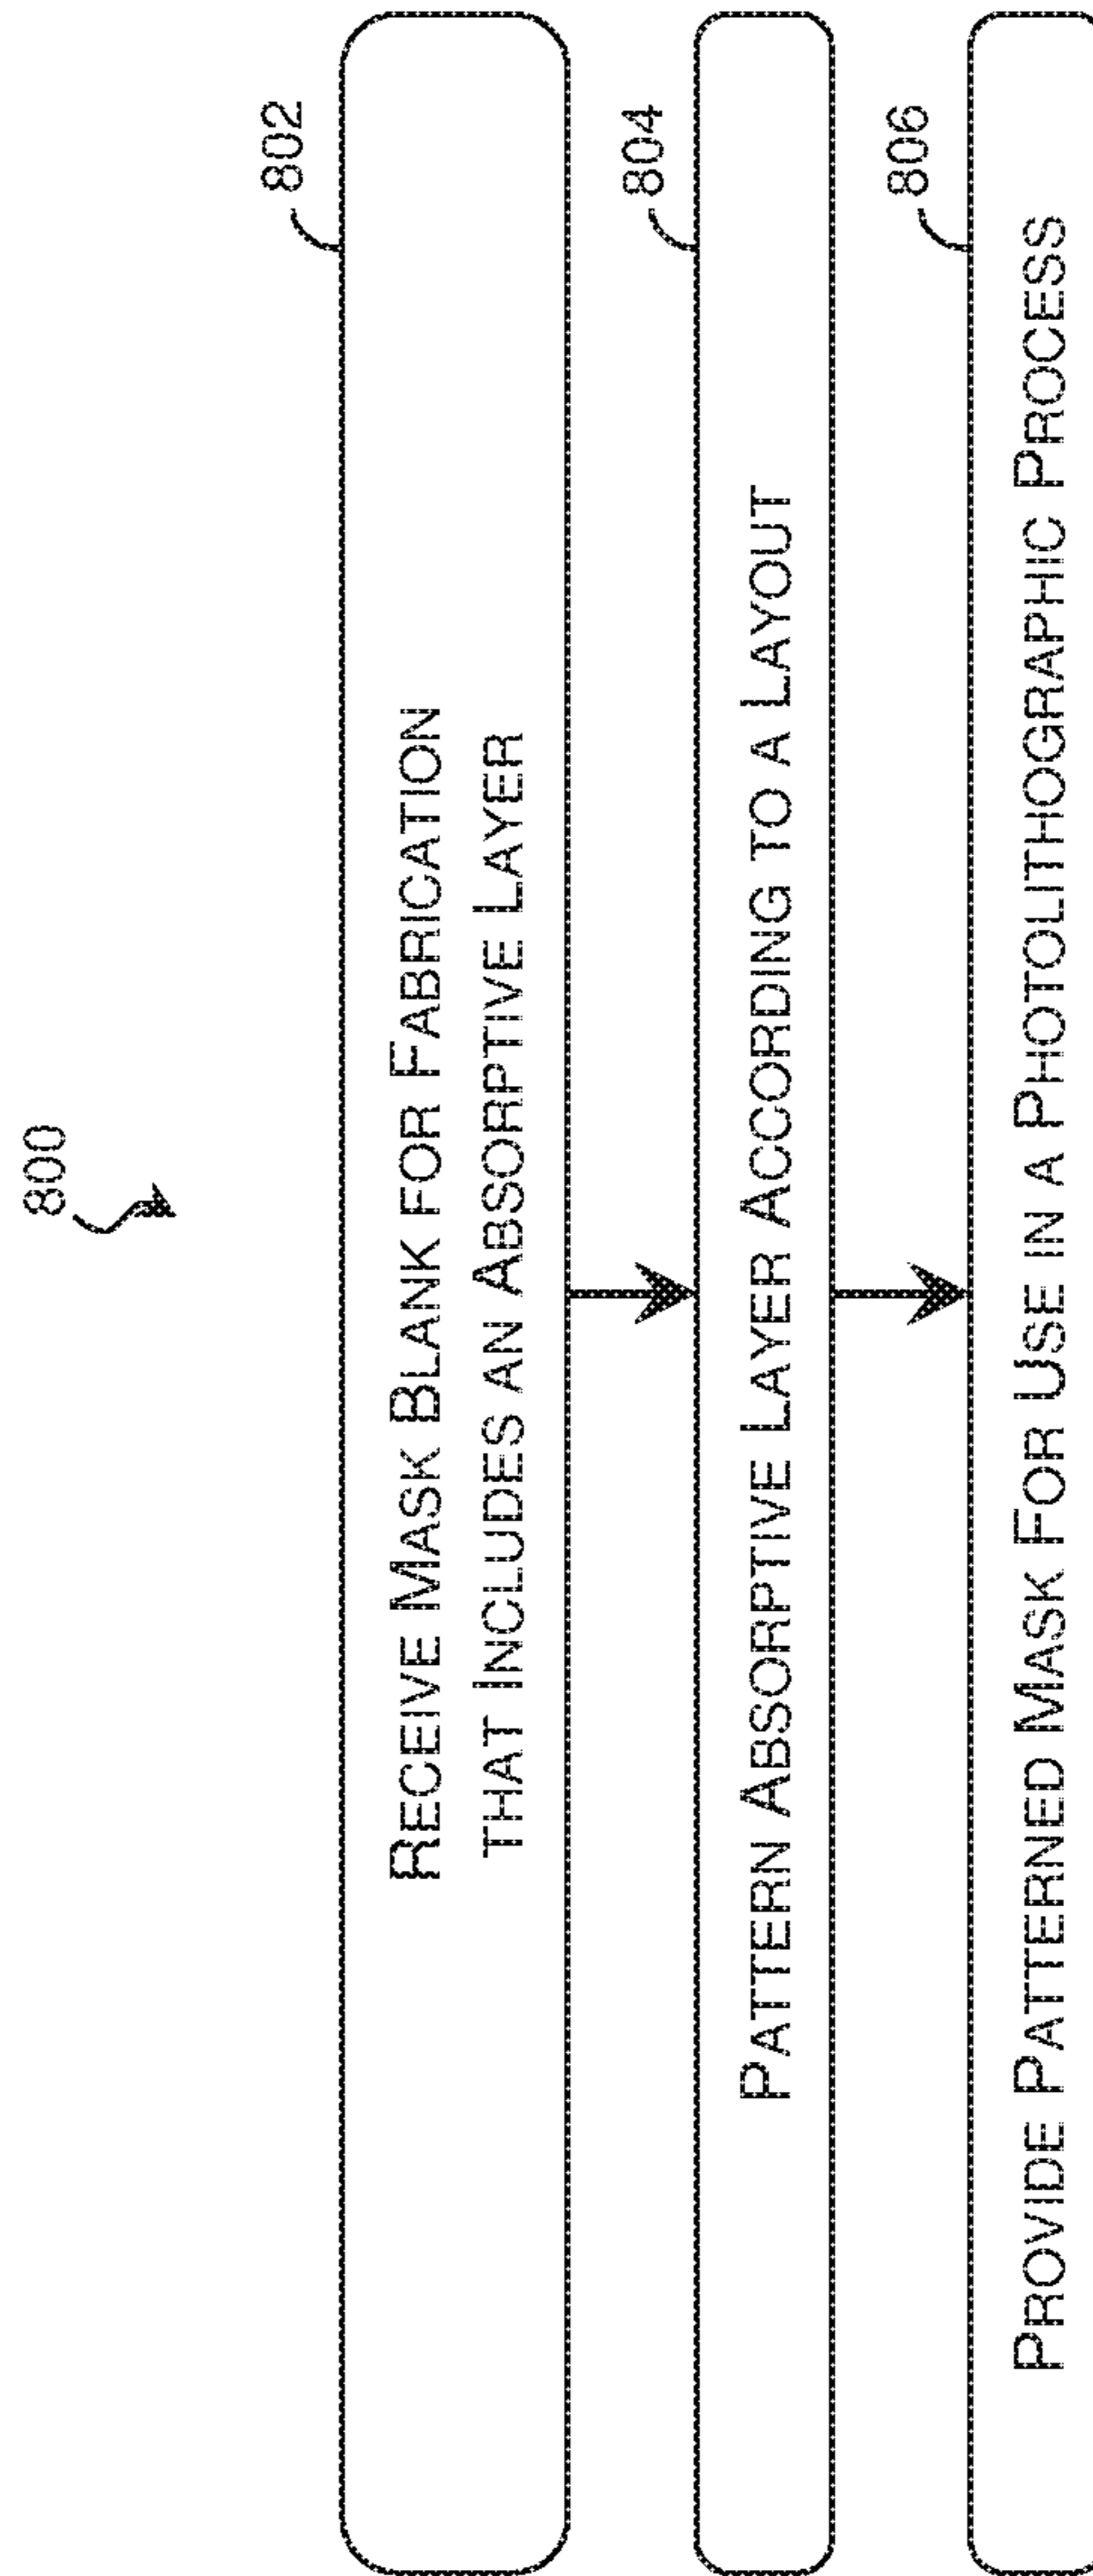 800
802
RECEIVE MASK BLANK FOR FABRICATION
THAT INCLUDES AN ABSORPTIVE LAYER
804
PATTERN ABSORPTIVE LAYER ACCORDING TO A LAYOUT
806
PROVIDE PATTERNED MASK FOR USE IN A PHOTOLITHOGRAPHIC PROCESS